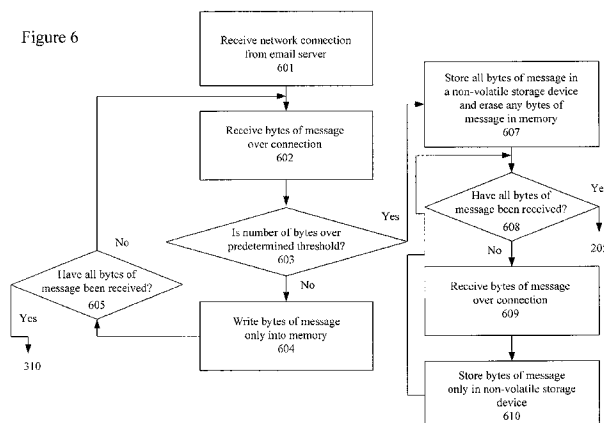 Figure 6
Receive network connection
from email server
601
Receive bytes of message
over connection
602
Is number of bytes over
predetermined threshold?
603
Yes
No
Write bytes of message
only into memory
604
No
Have all bytes of
message been received?
605
Yes
310
Store all bytes of message in
a non-volatile storage device
and erase any bytes of
message in memory
607
Have all bytes of
message been received?
608
Ye
205
No
Receive bytes of message
over connection
609
Store bytes of message
only in non-volatile storage
device
610